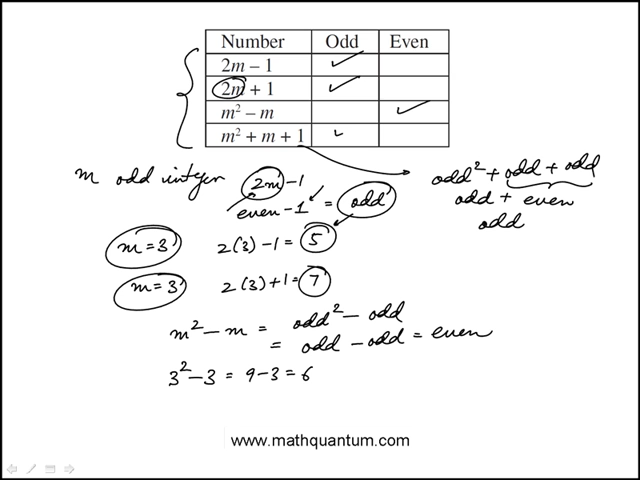 Number Odd Even
2m − 1 ✓
2m + 1 ✓
m² − m ✓
m² + m + 1 ✓
m odd integer 2m − 1
even − 1 = odd
odd² + odd + odd
odd + even
odd
m = 3 2(3) − 1 = 5
m = 3 2(3) + 1 = 7
m² − m = odd² − odd
= odd − odd = even
3² − 3 = 9 − 3 = 6
www.mathquantum.com